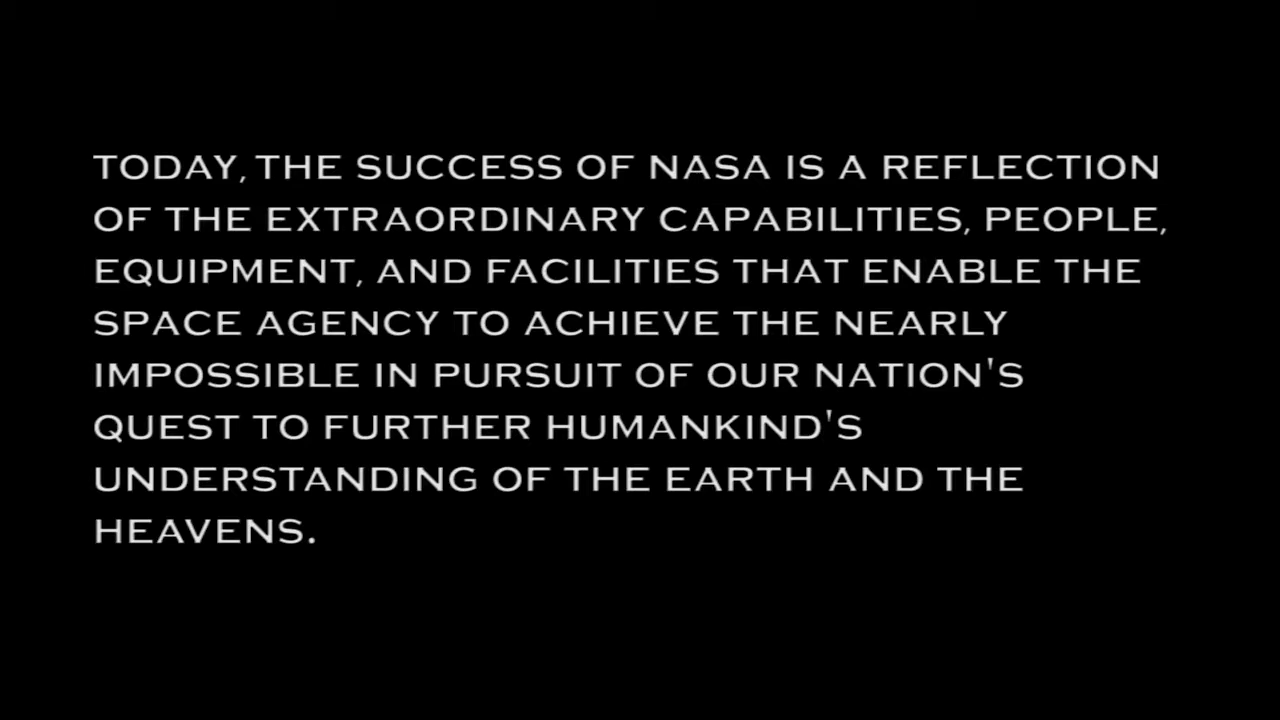 TODAY, THE SUCCESS OF NASA IS A REFLECTION
OF THE EXTRAORDINARY CAPABILITIES, PEOPLE,
EQUIPMENT, AND FACILITIES THAT ENABLE THE
SPACE AGENCY TO ACHIEVE THE NEARLY
IMPOSSIBLE IN PURSUIT OF OUR NATION'S
QUEST TO FURTHER HUMANKIND'S
UNDERSTANDING OF THE EARTH AND THE
HEAVENS.